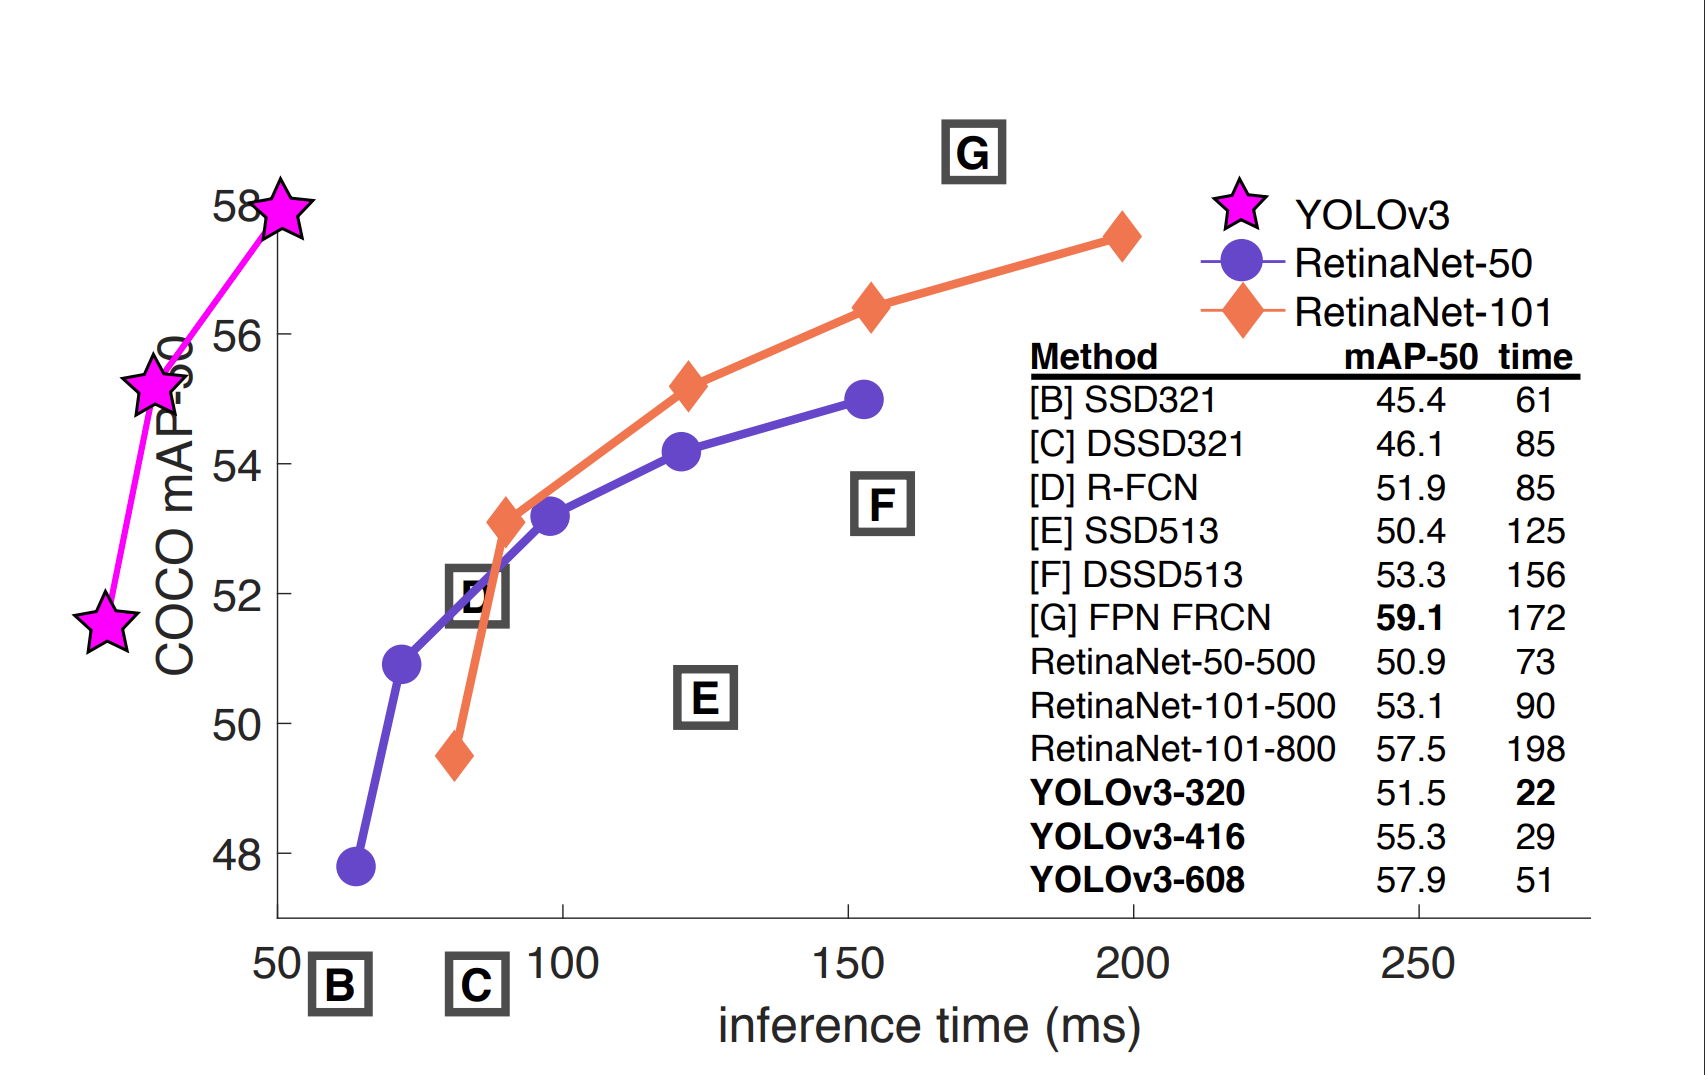 G
58
YOLOv3
RetinaNet-50
56
RetinaNet-101
COCO mAP-50
54
F
D
52
E
50
48
Method mAP-50 time
[B] SSD321 45.4 61
[C] DSSD321 46.1 85
[D] R-FCN 51.9 85
[E] SSD513 50.4 125
[F] DSSD513 53.3 156
[G] FPN FRCN 59.1 172
RetinaNet-50-500 50.9 73
RetinaNet-101-500 53.1 90
RetinaNet-101-800 57.5 198
YOLOv3-320 51.5 22
YOLOv3-416 55.3 29
YOLOv3-608 57.9 51
50 100 150 200 250
B C
inference time (ms)